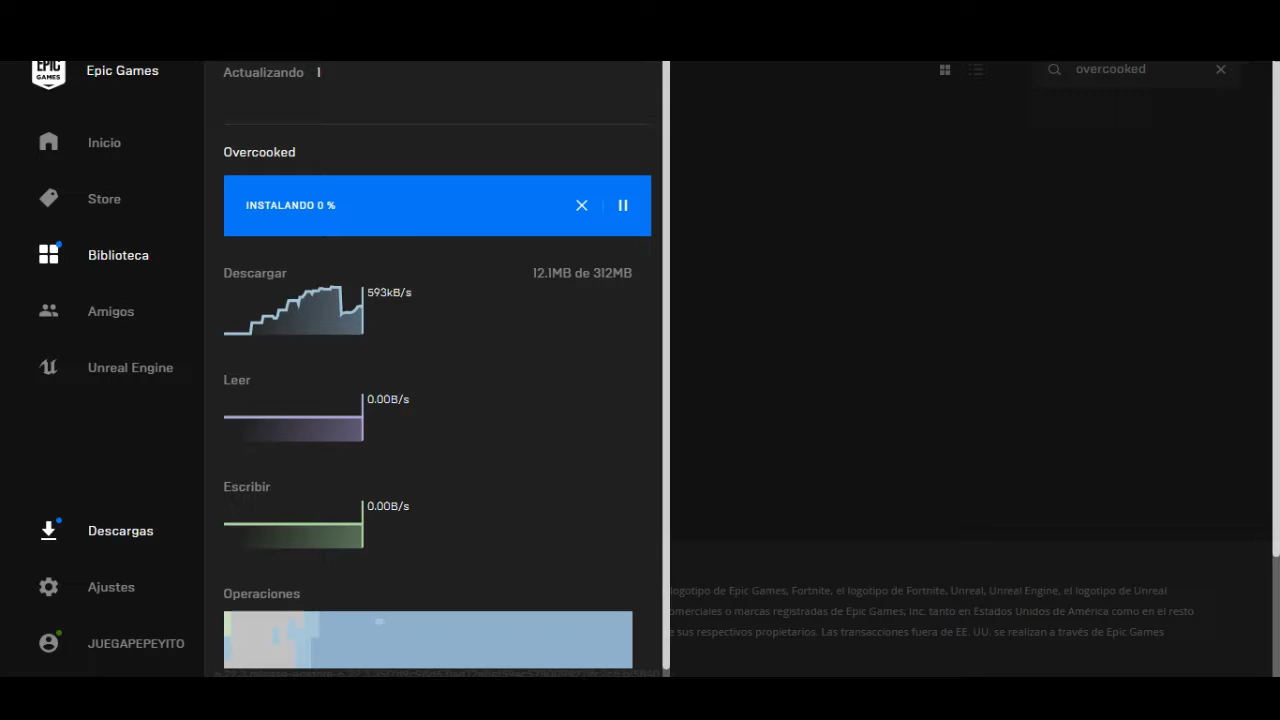 EPIC
GAMES
Epic Games
Inicio
Store
Biblioteca
Amigos
Unreal Engine
Descargas
Ajustes
JUEGAPEPEYITO
Actualizando 1
Overcooked
INSTALANDO 0 %
Descargar 12.1MB de 312MB
593kB/s
Leer
0.00B/s
Escribir
0.00B/s
Operaciones
overcooked
logotipo de Epic Games, Fortnite, el logotipo de Fortnite, Unreal, Unreal Engine, el logotipo de Unreal
omerciales o marcas registradas de Epic Games, Inc. tanto en Estados Unidos de América como en el resto
e sus respectivos propietarios. Las transacciones fuera de EE. UU. se realizan a través de Epic Games